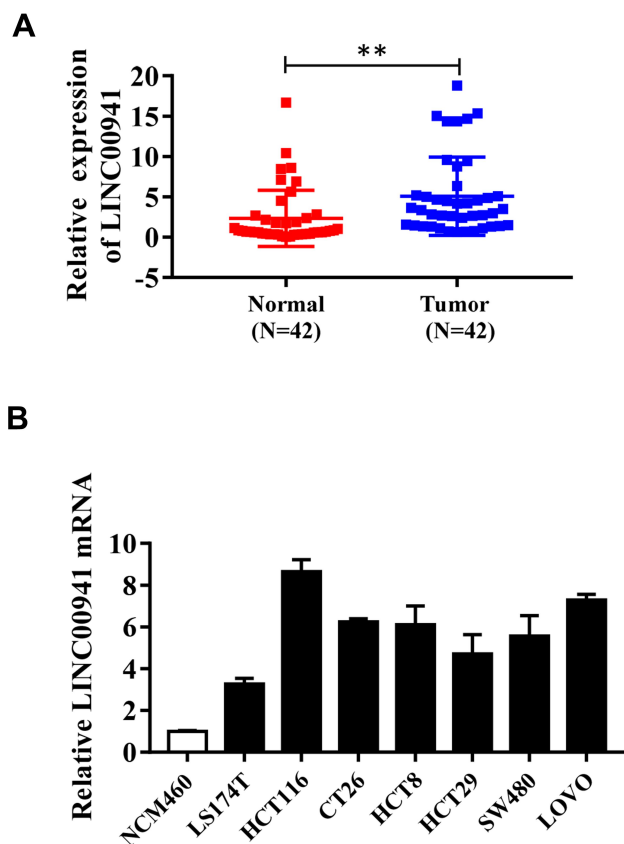 A
**
Relative expression
of LINC00941
20
15
10
5
0
-5
Normal
(N=42)
Tumor
(N=42)
B
Relative LINC00941 mRNA
10
8
6
4
2
0
NCM460
LS174T
HCT116
CT26
HCT8
HCT29
SW480
LOVO